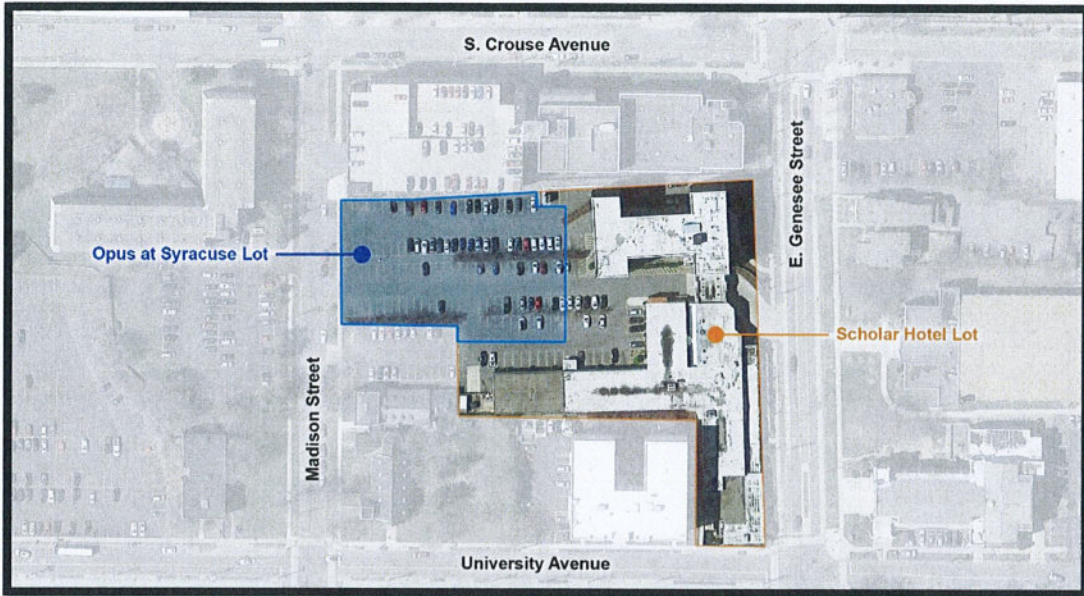 S. Crouse Avenue
E. Genesee Street
Opus at Syracuse Lot
Scholar Hotel Lot
Madison Street
University Avenue